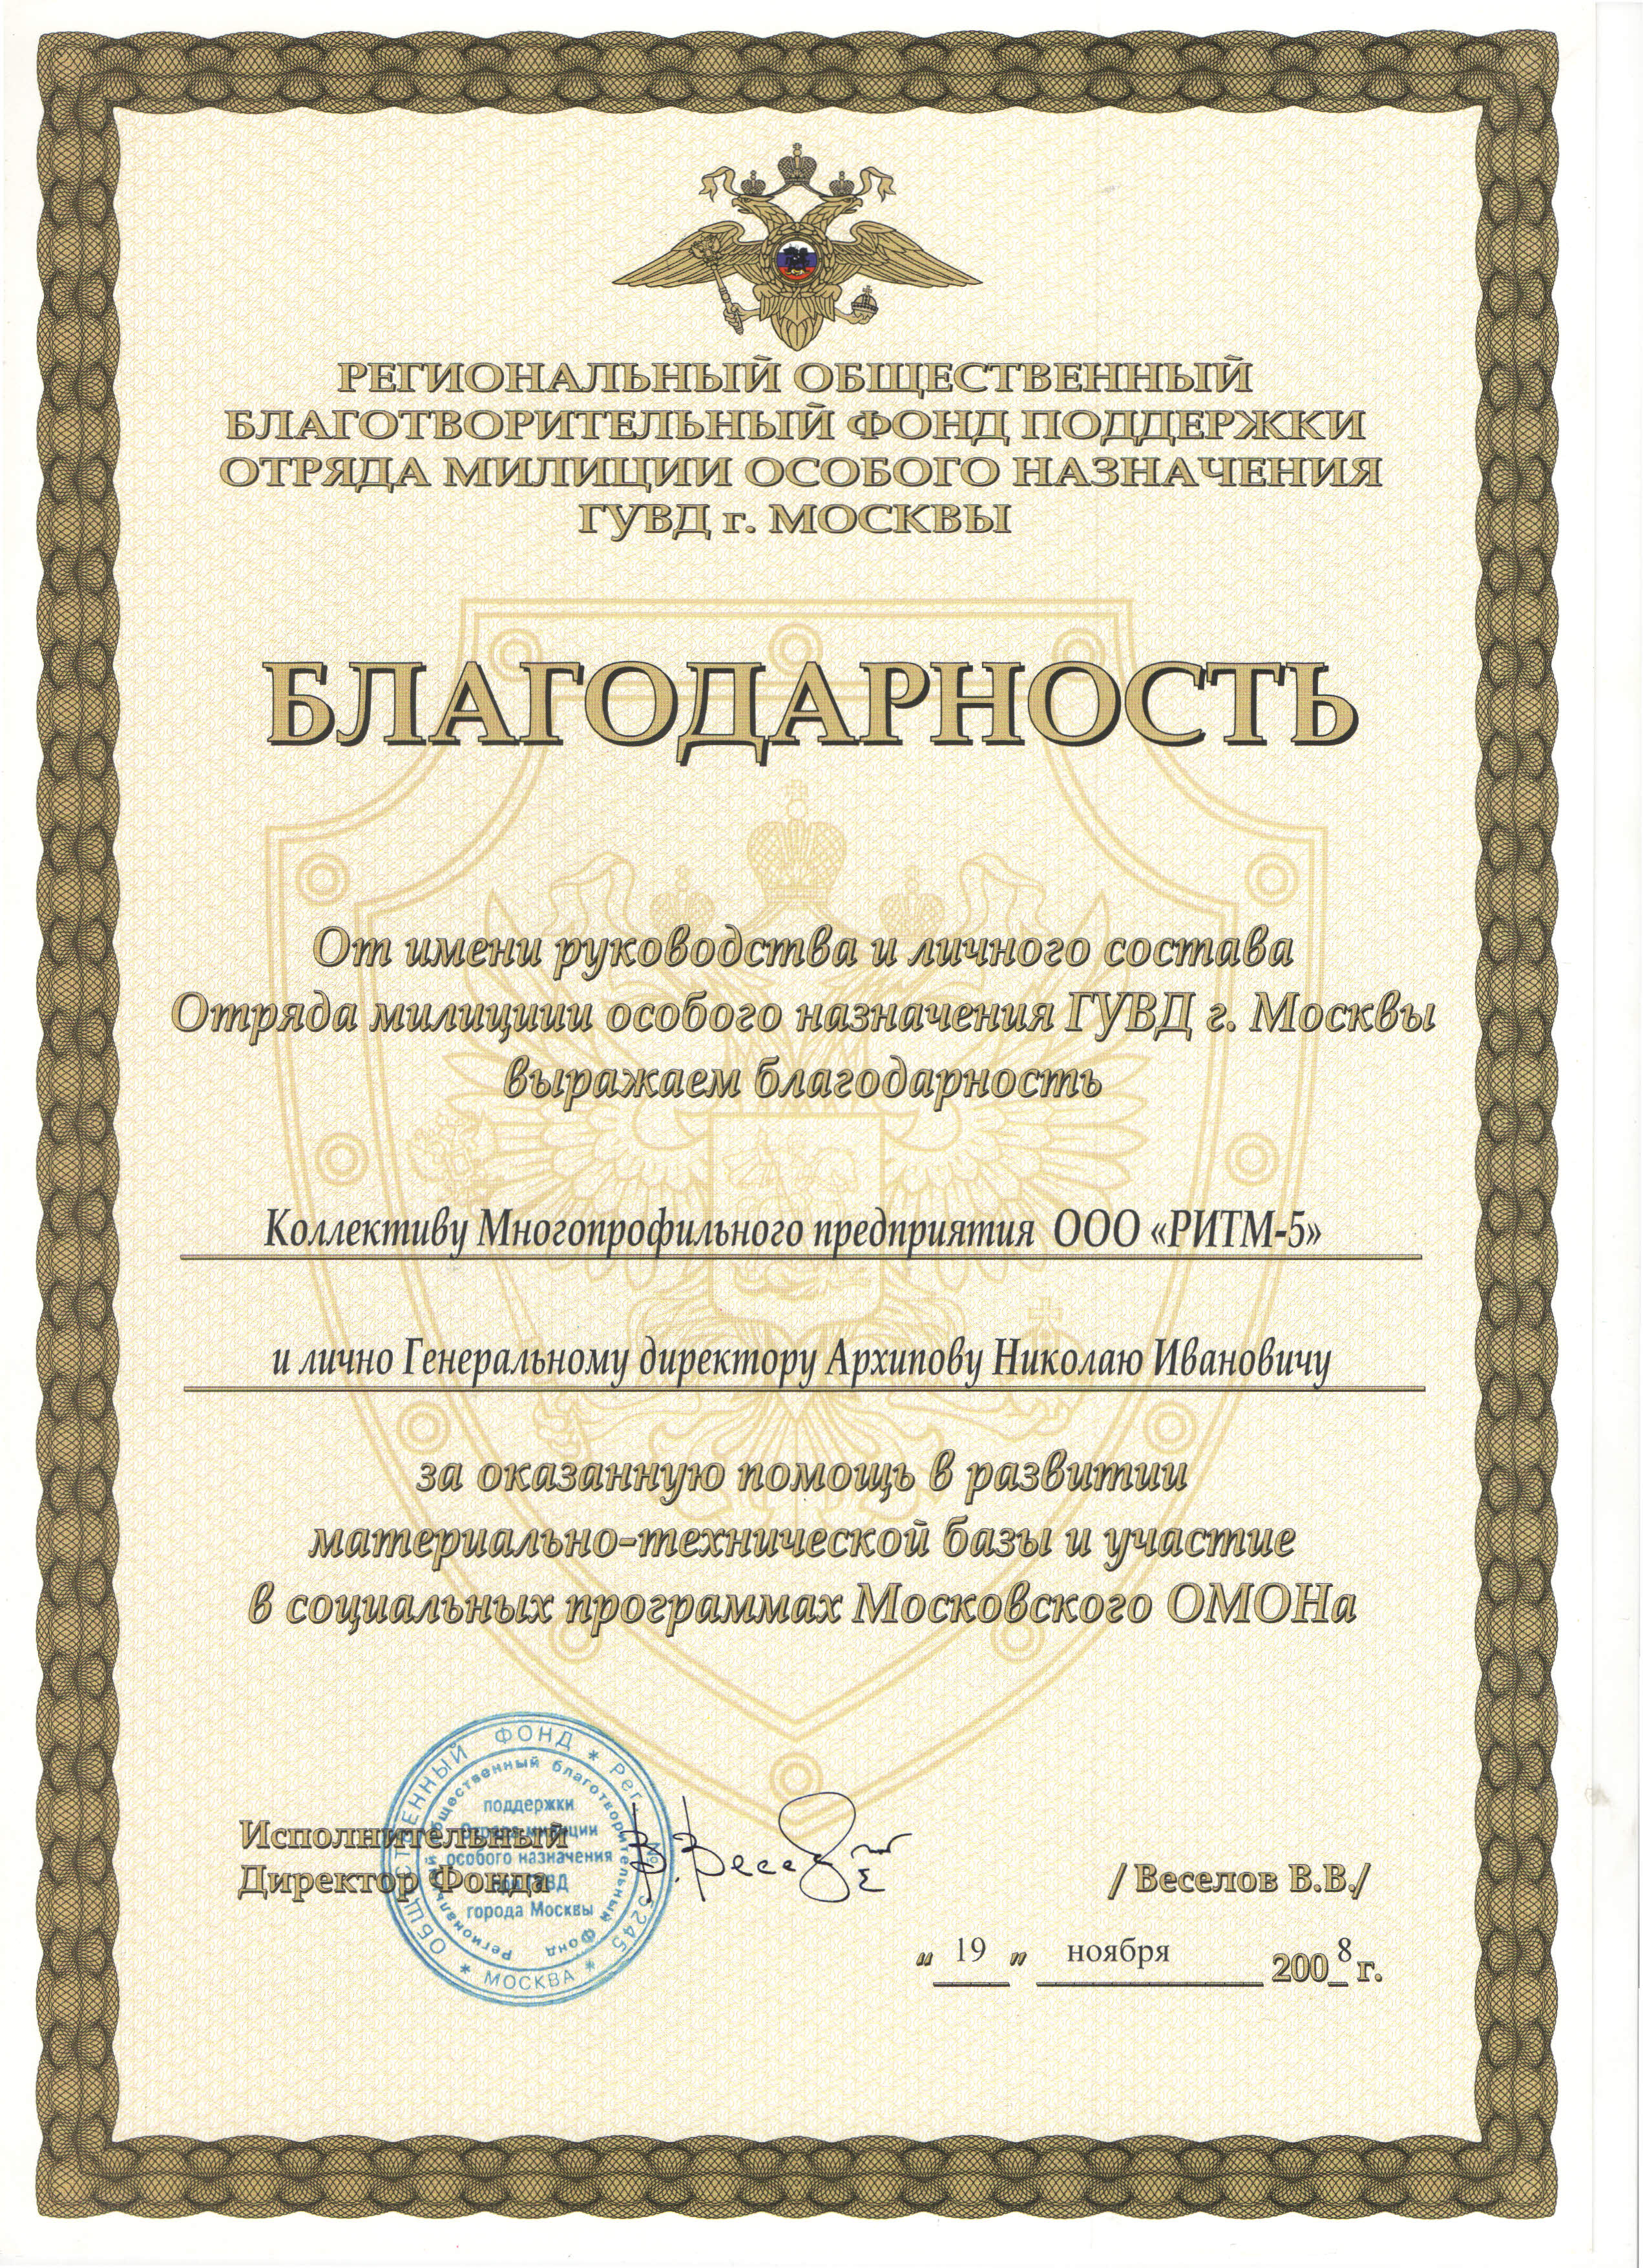 РЕГИОНАЛЬНЫЙ ОБЩЕСТВЕННЫЙ
БЛАГОТВОРИТЕЛЬНЫЙ ФОНД ПОДДЕРЖКИ
ОТРЯДА МИЛИЦИИ ОСОБОГО НАЗНАЧЕНИЯ
ГУВД г. МОСКВЫ
БЛАГОДАРНОСТЬ
От имени руководства и личного состава
Отряда милициии особого назначения ГУВД г. Москвы
выражаем благодарность
Коллективу Многопрофильного предприятия ООО «РИТМ-5»
и лично Генеральному директору Архипову Николаю Ивановичу
за оказанную помощь в развитии
материально-технической базы и участие
в социальных программах Московского ОМОНа
Исполнительный
Директор Фонда
/ Веселов В.В./
„ 19 „ ноября 2008 г.
ОБЩЕСТВЕННЫЙ ФОНД * Рег. № 5245 * МОСКВА *
Региональный общественный благотворительный Фонд
поддержки
Отряда милиции
особого назначения
ГУВД
города Москвы